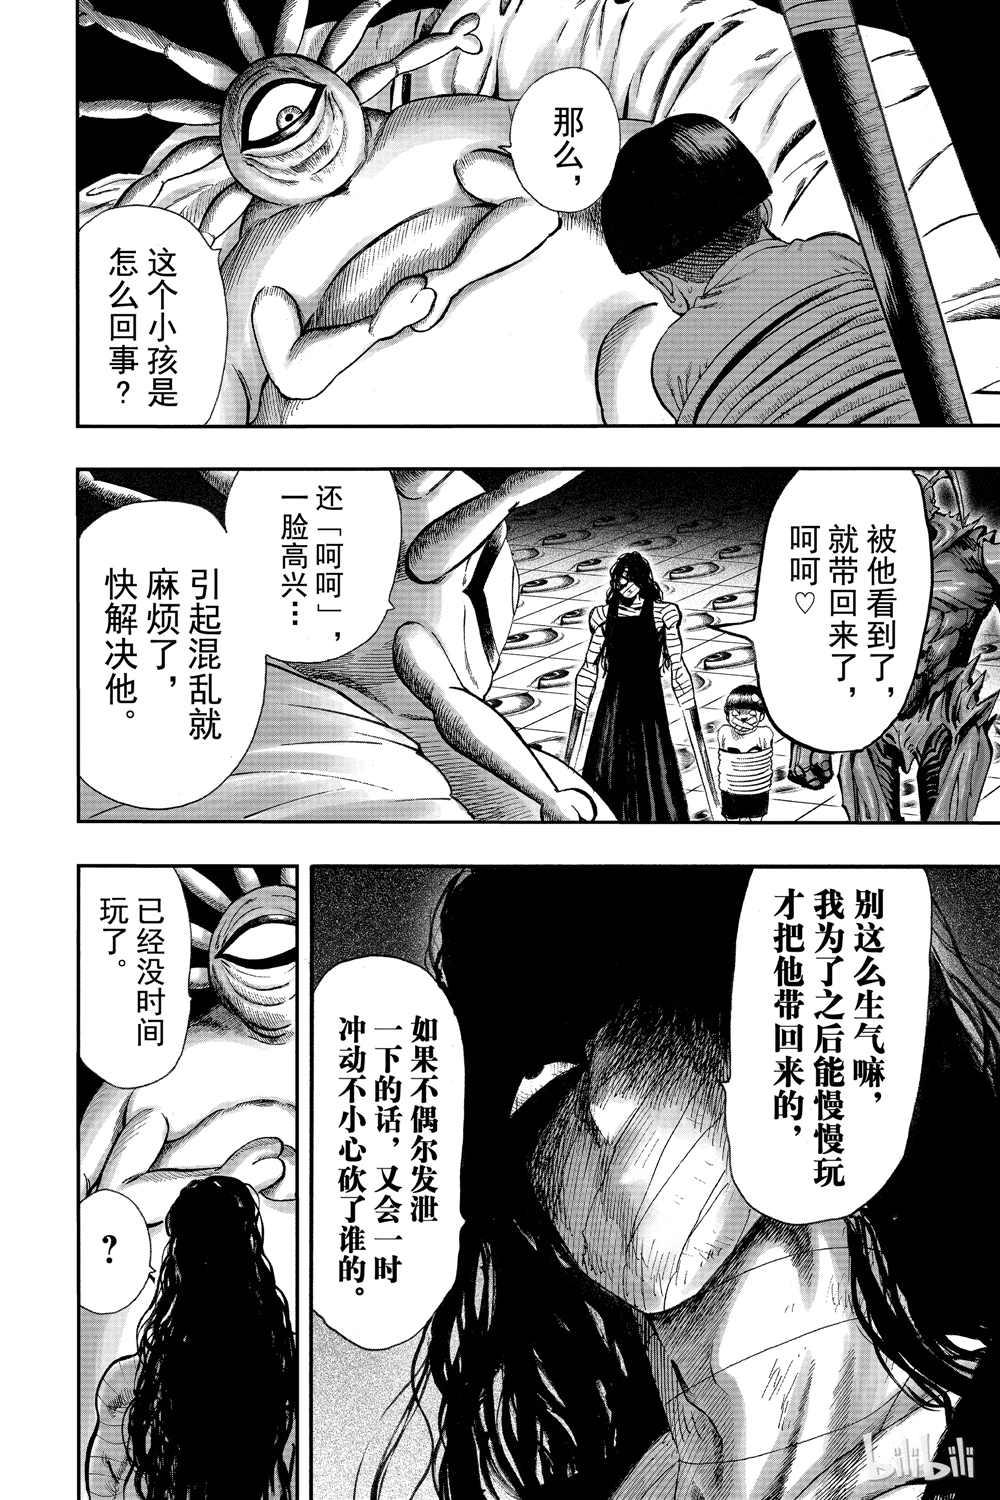 那
么，
这个小孩是
怎么回事？
被他看到了，
就带回来了，
呵呵♡
还「呵呵」，
一脸高兴…
引起混乱就
麻烦了，
快解决他。
别这么生气嘛，
我为了之后能慢慢玩
才把他带回来的，
如果不偶尔发泄
一下的话，又会一时
冲动不小心砍了谁的。
已经没时间
玩了。
？
bilibili